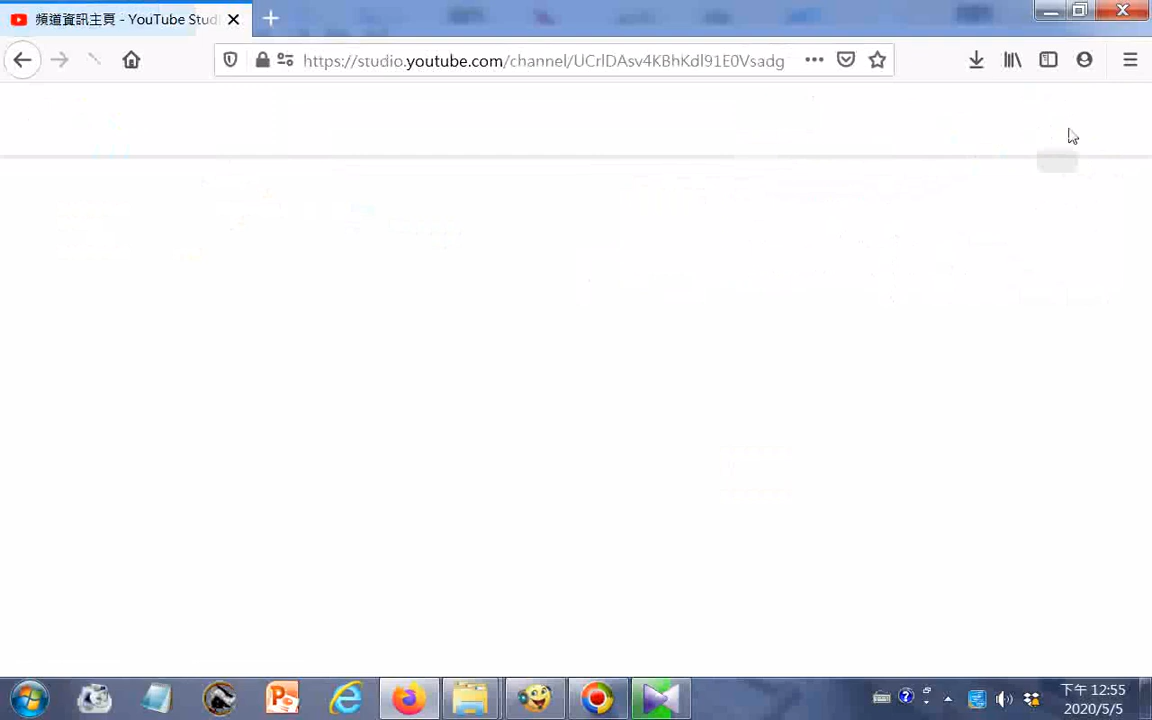 頻道資訊主頁 - YouTube Stud
https://studio.youtube.com/channel/UCrlDAsv4KBhKdl91E0Vsadg
下午 12:55
2020/5/5